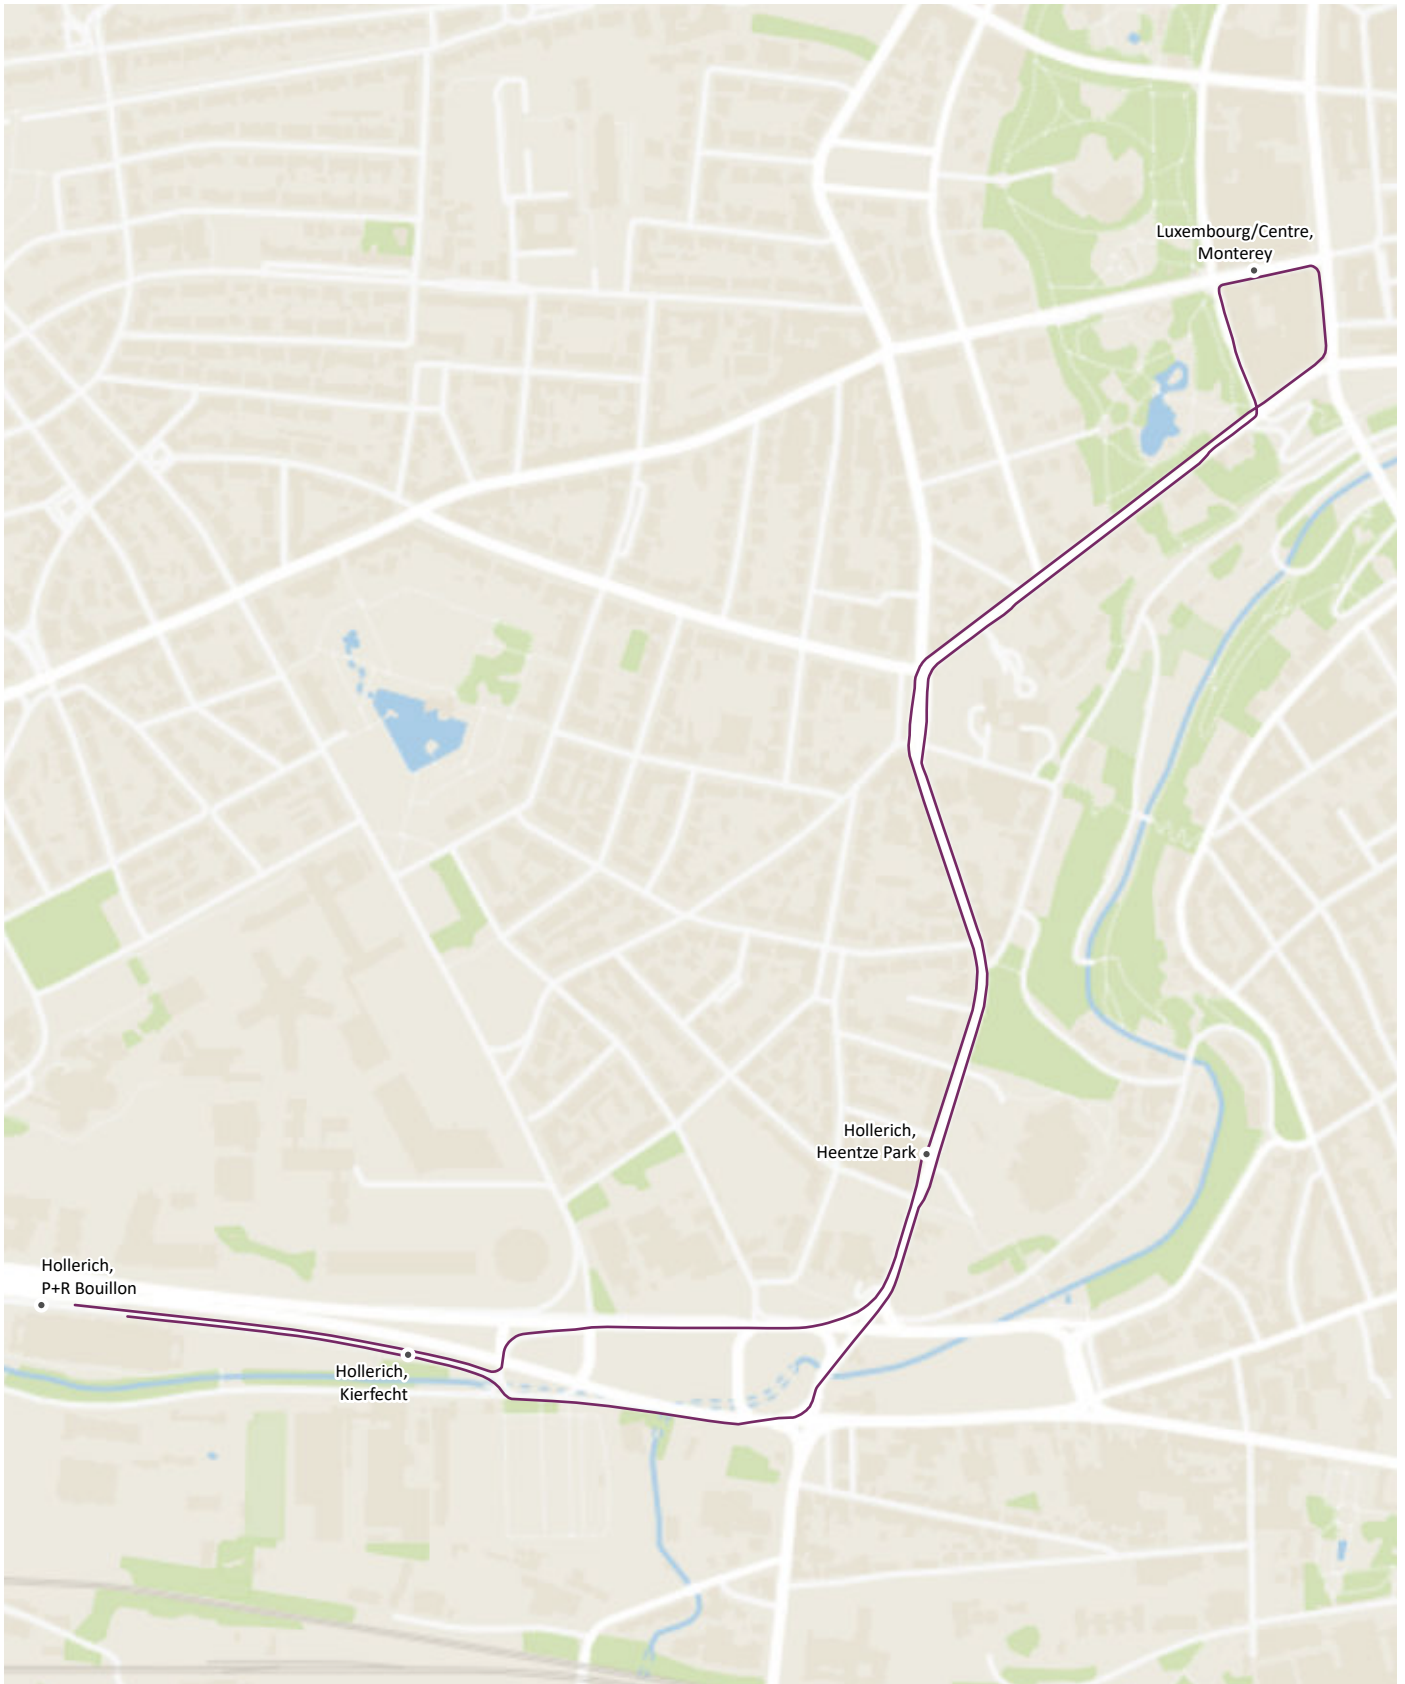 Luxembourg/Centre,
Monterey
Hollerich,
Heentze Park
Hollerich,
P+R Bouillon
Hollerich,
Kierfecht